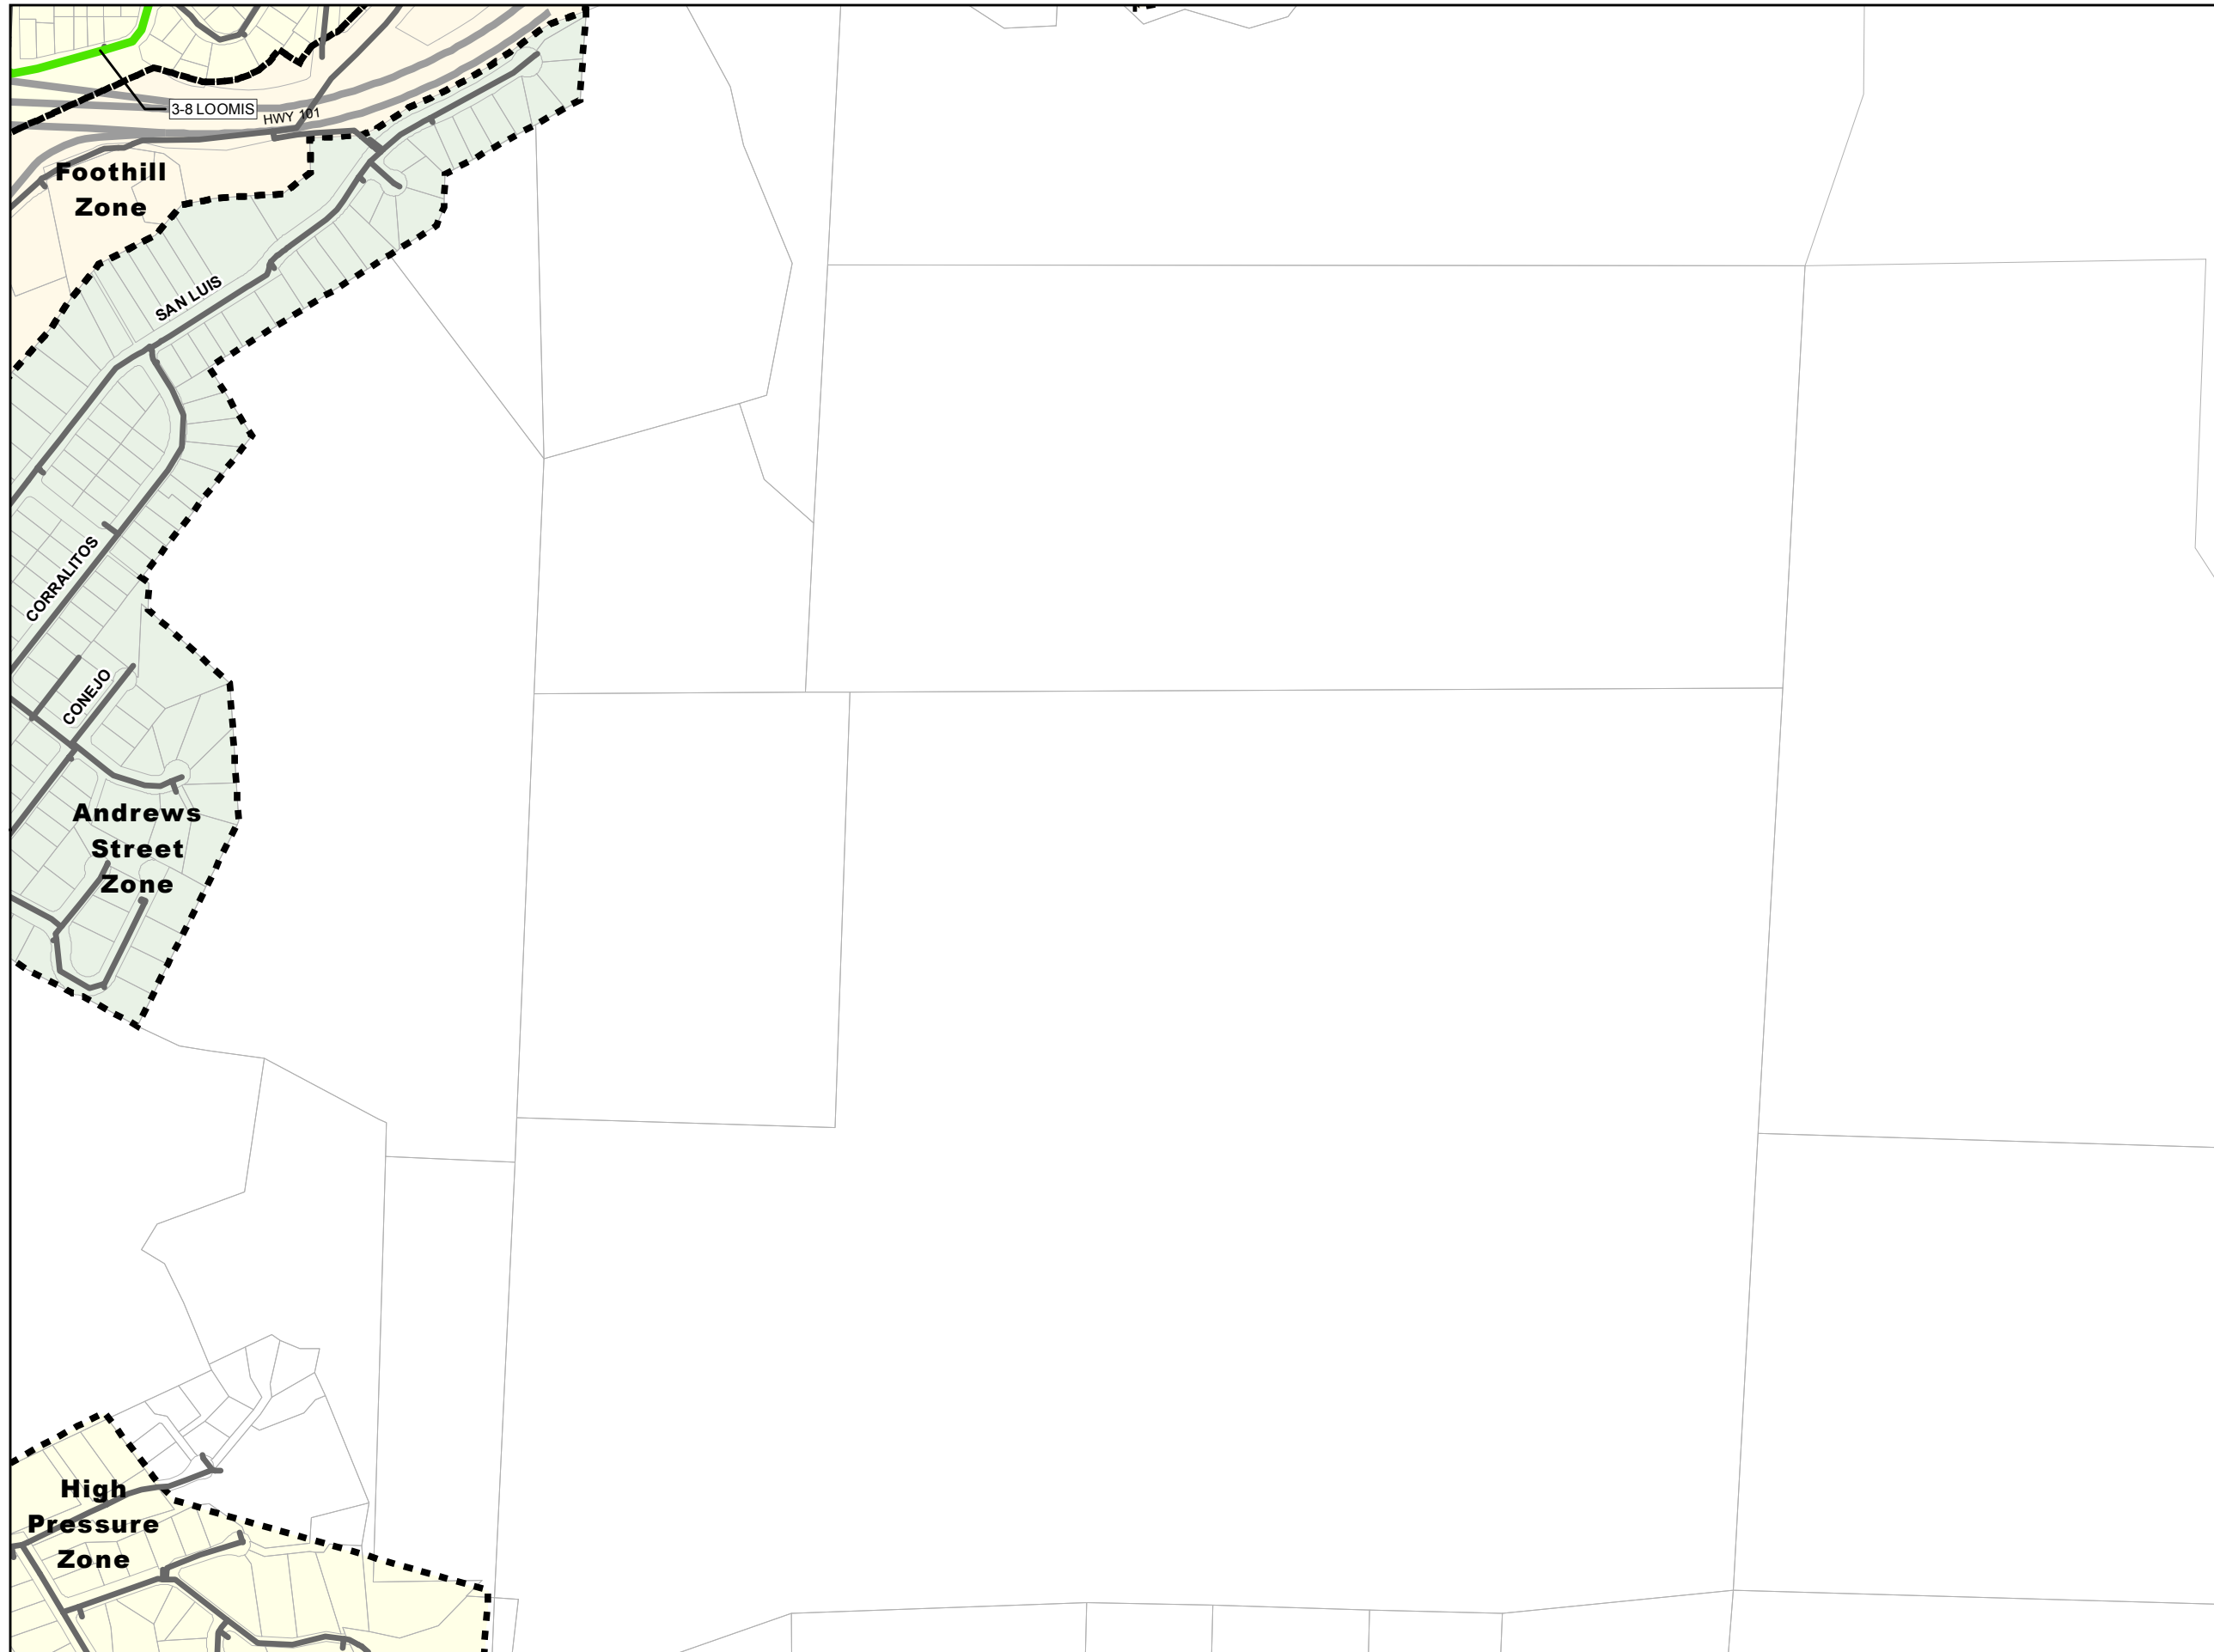 3-8 LOOMIS
HWY 101
Foothill
Zone
SAN LUIS
CORRALITOS
CONEJO
Andrews
Street
Zone
High
Pressure
Zone